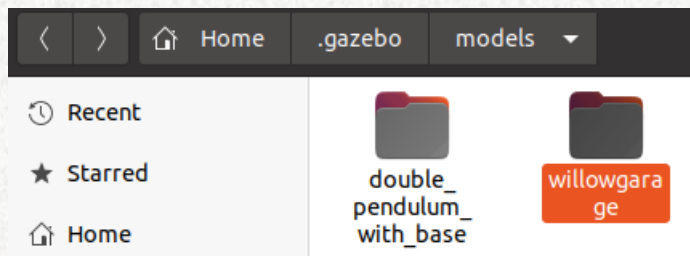 Home .gazebo models
Recent
Starred
Home
double_
pendulum_
with_base
willowgara
ge